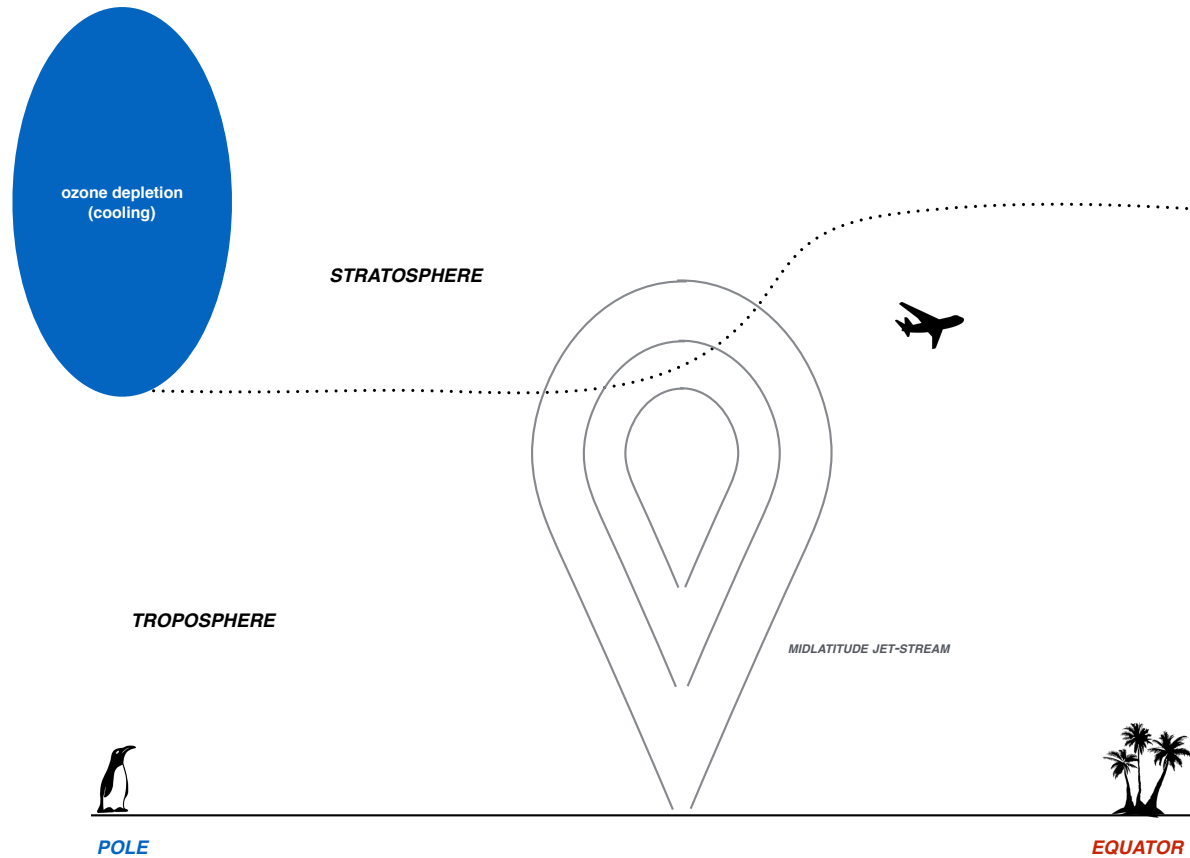 ozone depletion
(cooling)
STRATOSPHERE
TROPOSPHERE
MIDLATITUDE JET-STREAM
POLE
EQUATOR